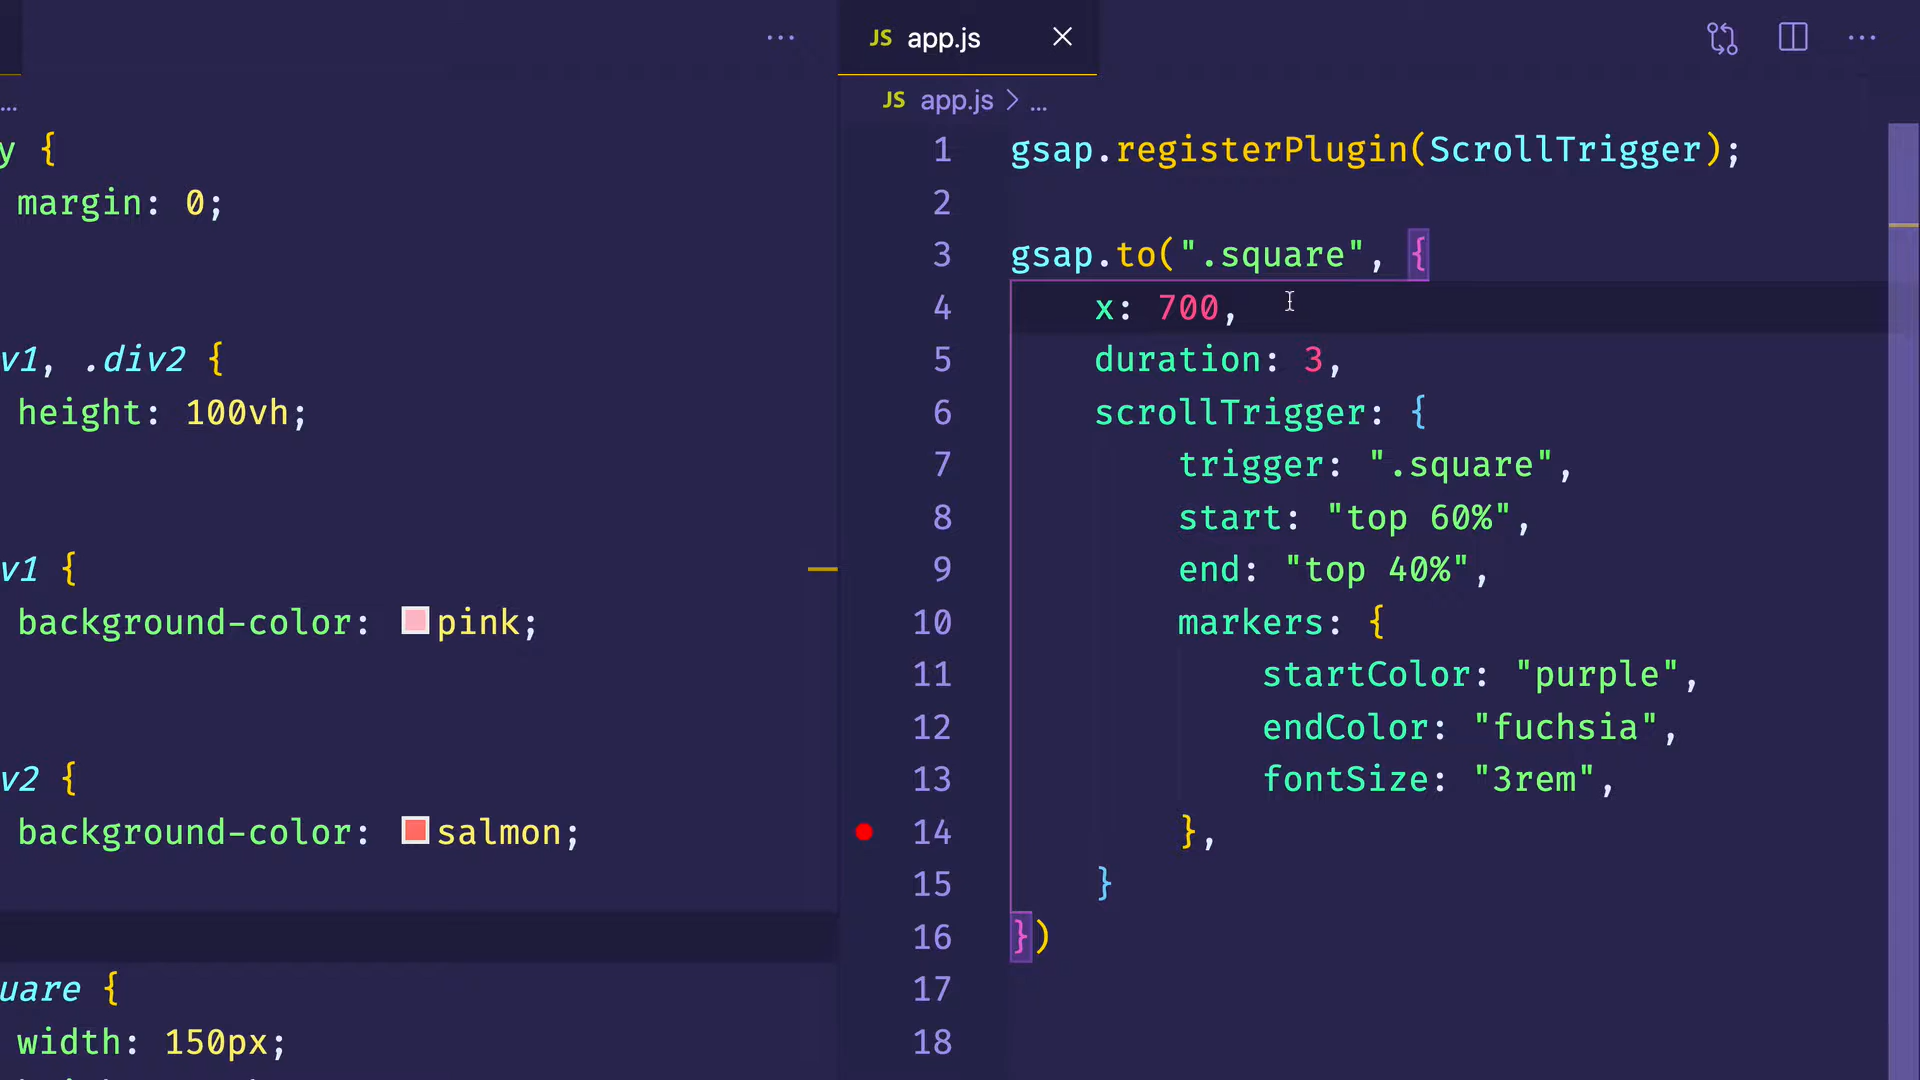 ...
y {
margin: 0;
v1, .div2 {
height: 100vh;
v1 {
background-color: pink;
v2 {
background-color: salmon;
uare {
width: 150px;
JS app.js
JS app.js > ...
1 gsap.registerPlugin(ScrollTrigger);
2
3 gsap.to(".square", {
4 x: 700,
5 duration: 3,
6 scrollTrigger: {
7 trigger: ".square",
8 start: "top 60%",
9 end: "top 40%",
10 markers: {
11 startColor: "purple",
12 endColor: "fuchsia",
13 fontSize: "3rem",
14 },
15 }
16 })
17
18